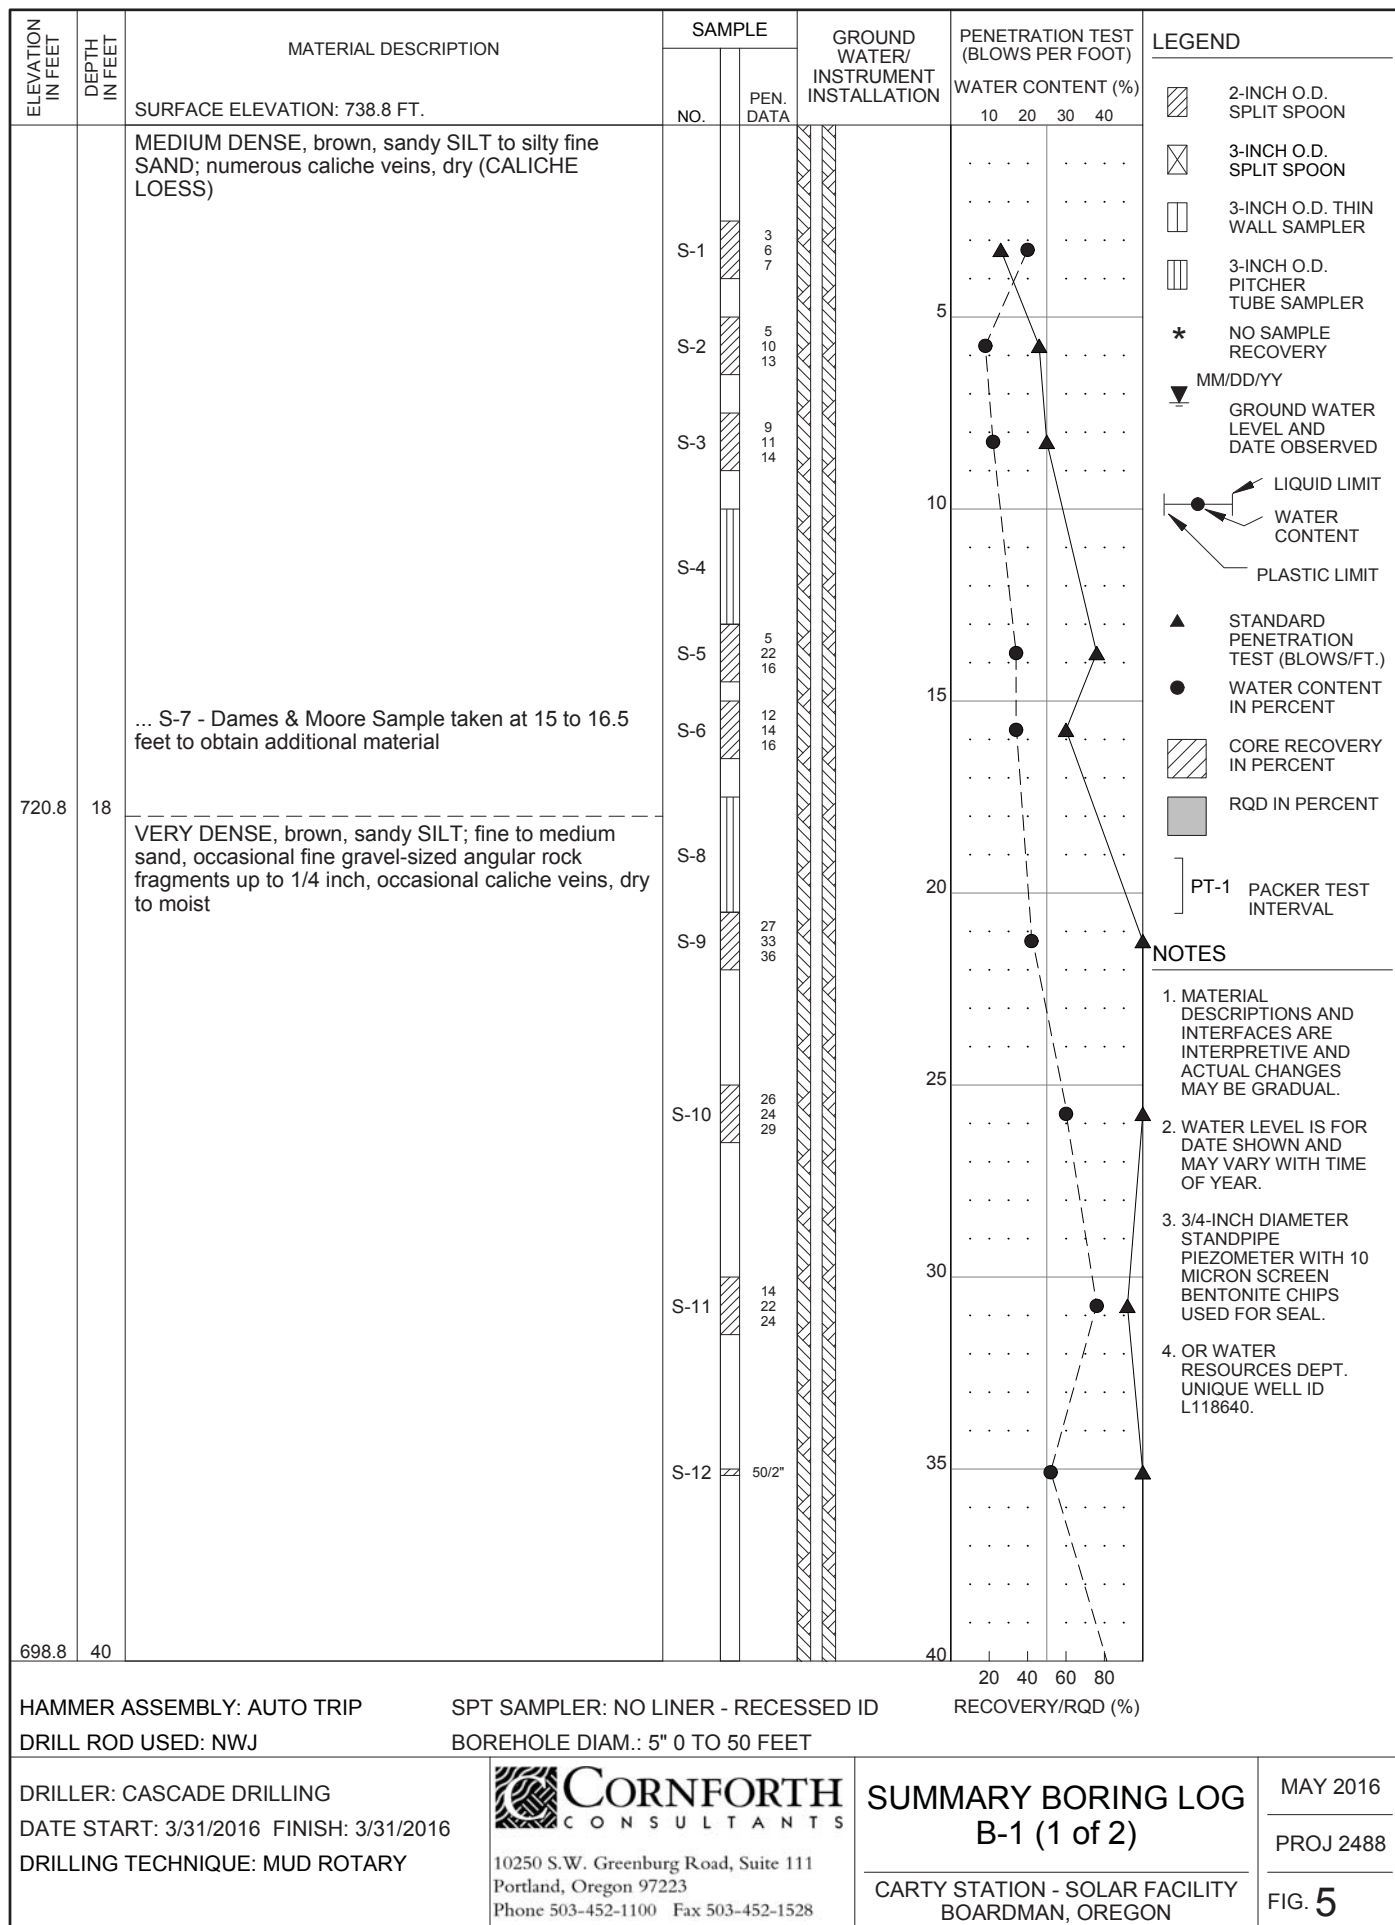 ELEVATION
IN FEET
DEPTH
IN FEET
MATERIAL DESCRIPTION
SURFACE ELEVATION: 738.8 FT.
SAMPLE
NO.
PEN.
DATA
GROUND
WATER/
INSTRUMENT
INSTALLATION
PENETRATION TEST
(BLOWS PER FOOT)
WATER CONTENT (%)
10 20 30 40
MEDIUM DENSE, brown, sandy SILT to silty fine
SAND; numerous caliche veins, dry (CALICHE
LOESS)
S-1
3
6
7
5
S-2
5
10
13
S-3
9
11
14
10
S-4
S-5
5
22
16
15
... S-7 - Dames & Moore Sample taken at 15 to 16.5
feet to obtain additional material
S-6
12
14
16
720.8 18
VERY DENSE, brown, sandy SILT; fine to medium
sand, occasional fine gravel-sized angular rock
fragments up to 1/4 inch, occasional caliche veins, dry
to moist
S-8
20
S-9
27
33
36
25
S-10
26
24
29
30
S-11
14
22
24
35
S-12
50/2"
698.8 40
40
20 40 60 80
RECOVERY/RQD (%)
LEGEND
2-INCH O.D.
SPLIT SPOON
3-INCH O.D.
SPLIT SPOON
3-INCH O.D. THIN
WALL SAMPLER
3-INCH O.D.
PITCHER
TUBE SAMPLER
* NO SAMPLE
RECOVERY
MM/DD/YY
GROUND WATER
LEVEL AND
DATE OBSERVED
LIQUID LIMIT
WATER
CONTENT
PLASTIC LIMIT
STANDARD
PENETRATION
TEST (BLOWS/FT.)
WATER CONTENT
IN PERCENT
CORE RECOVERY
IN PERCENT
RQD IN PERCENT
PT-1 PACKER TEST
INTERVAL
NOTES
1. MATERIAL
DESCRIPTIONS AND
INTERFACES ARE
INTERPRETIVE AND
ACTUAL CHANGES
MAY BE GRADUAL.
2. WATER LEVEL IS FOR
DATE SHOWN AND
MAY VARY WITH TIME
OF YEAR.
3. 3/4-INCH DIAMETER
STANDPIPE
PIEZOMETER WITH 10
MICRON SCREEN
BENTONITE CHIPS
USED FOR SEAL.
4. OR WATER
RESOURCES DEPT.
UNIQUE WELL ID
L118640.
HAMMER ASSEMBLY: AUTO TRIP
SPT SAMPLER: NO LINER - RECESSED ID
DRILL ROD USED: NWJ
BOREHOLE DIAM.: 5" 0 TO 50 FEET
DRILLER: CASCADE DRILLING
DATE START: 3/31/2016 FINISH: 3/31/2016
DRILLING TECHNIQUE: MUD ROTARY
CORNFORTH
CONSULTANTS
10250 S.W. Greenburg Road, Suite 111
Portland, Oregon 97223
Phone 503-452-1100 Fax 503-452-1528
SUMMARY BORING LOG
B-1 (1 of 2)
CARTY STATION - SOLAR FACILITY
BOARDMAN, OREGON
MAY 2016
PROJ 2488
FIG. 5